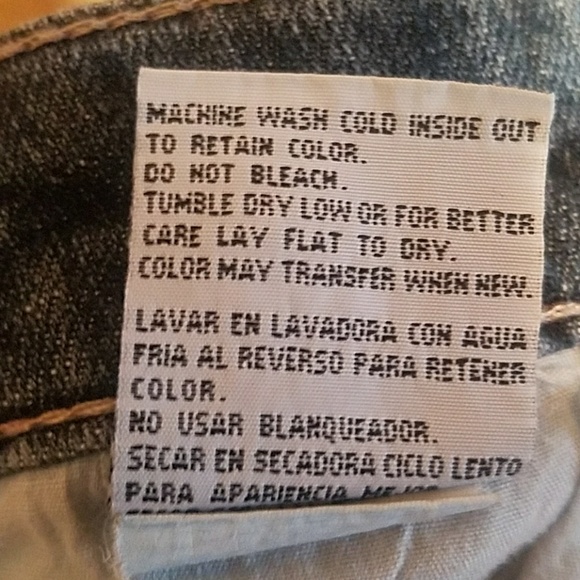 MACHINE WASH COLD INSIDE OUT
TO RETAIN COLOR.
DO NOT BLEACH.
TUMBLE DRY LOW OR FOR BETTER
CARE LAY FLAT TO DRY.
COLOR MAY TRANSFER WHEN NEW.
LAVAR EN LAVADORA CON AGUA
FRIA AL REVERSO PARA RETENER
COLOR.
NO USAR BLANQUEADOR.
SECAR EN SECADORA CICLO LENTO
PARA APARIENCIA